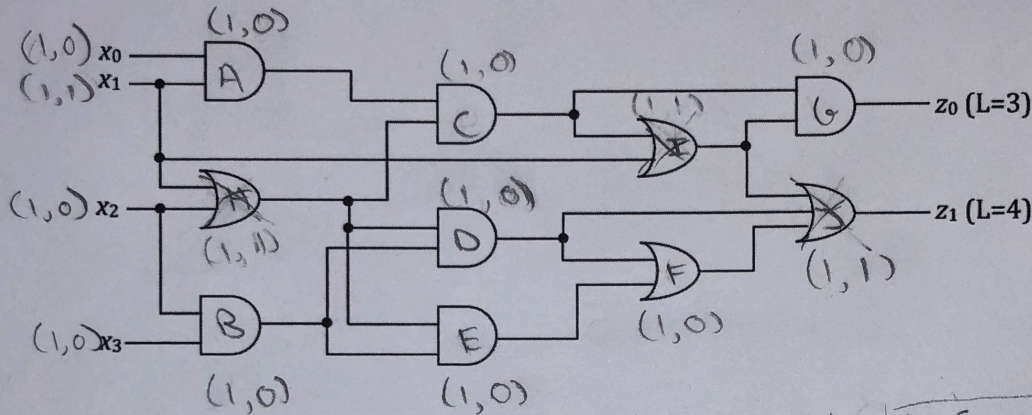 (1,0)
(1,0) x₀
A
(1,1) x₁
(1,0)
C
(1,0)
G
z₀ (L=3)
(1,1)
(1,0) x₂
(1,1)
(1,0)
D
z₁ (L=4)
(1,1)
F
(1,0)
B
(1,0) x₃
E
(1,0)
(1,0)